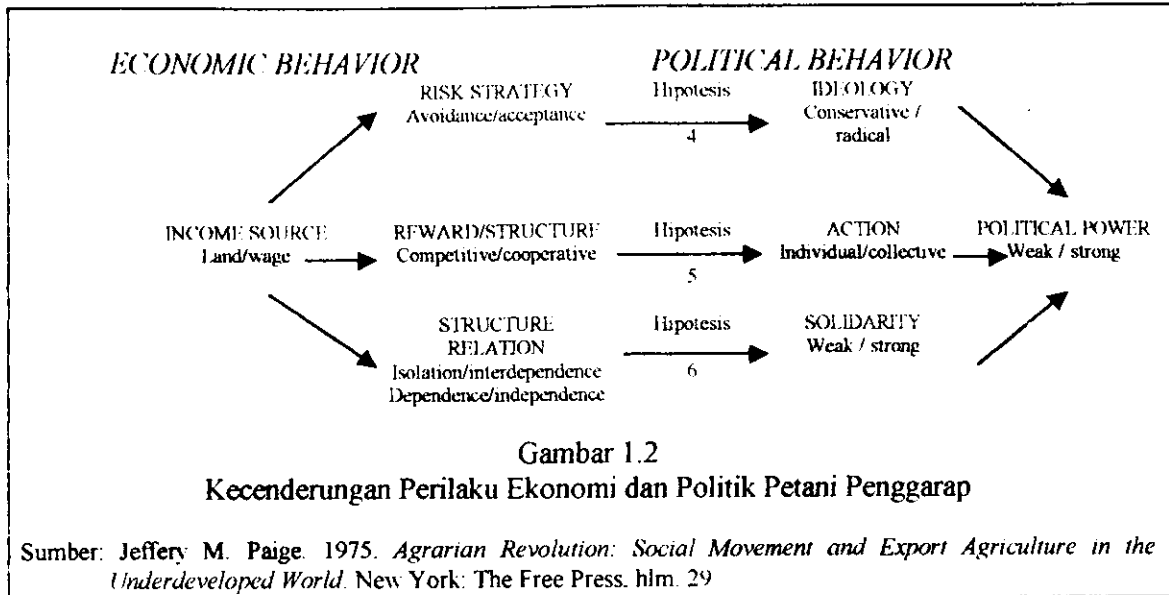 ECONOMIC BEHAVIOR POLITICAL BEHAVIOR
RISK STRATEGY Hipotesis IDEOLOGY
Avoidance/acceptance Conservative /
4 radical
INCOME SOURCE REWARD/STRUCTURE Hipotesis ACTION POLITICAL POWER
Land/wage Competitive/cooperative Individual/collective Weak / strong
5
STRUCTURE Hipotesis SOLIDARITY
RELATION Weak / strong
Isolation/interdependence 6
Dependence/independence
Gambar 1.2
Kecenderungan Perilaku Ekonomi dan Politik Petani Penggarap
Sumber: Jeffery M. Paige. 1975. Agrarian Revolution: Social Movement and Export Agriculture in the
Underdeveloped World. New York: The Free Press. hlm. 29